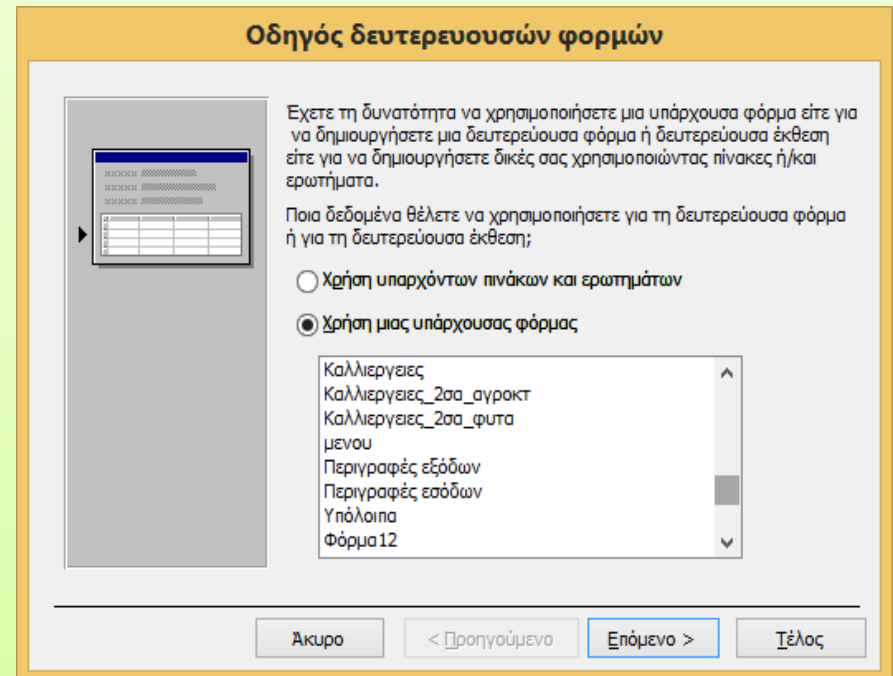 Οδηγός δευτερευουσών φορμών
Έχετε τη δυνατότητα να χρησιμοποιήσετε μια υπάρχουσα φόρμα είτε για
να δημιουργήσετε μια δευτερεύουσα φόρμα ή δευτερεύουσα έκθεση
είτε για να δημιουργήσετε δικές σας χρησιμοποιώντας πίνακες ή/και
ερωτήματα.
Ποια δεδομένα θέλετε να χρησιμοποιήσετε για τη δευτερεύουσα φόρμα
ή για τη δευτερεύουσα έκθεση;
Χρήση υπαρχόντων πινάκων και ερωτημάτων
Χρήση μιας υπάρχουσας φόρμας
Καλλιεργειες
Καλλιεργειες_2σα_αγροκτ
Καλλιεργειες_2σα_φυτα
μενου
Περιγραφές εξόδων
Περιγραφές εσόδων
Υπόλοιπα
Φόρμα12
xxxxx
xxxxx
xxxxx
Άκυρο
< Προηγούμενο
Επόμενο >
Τέλος